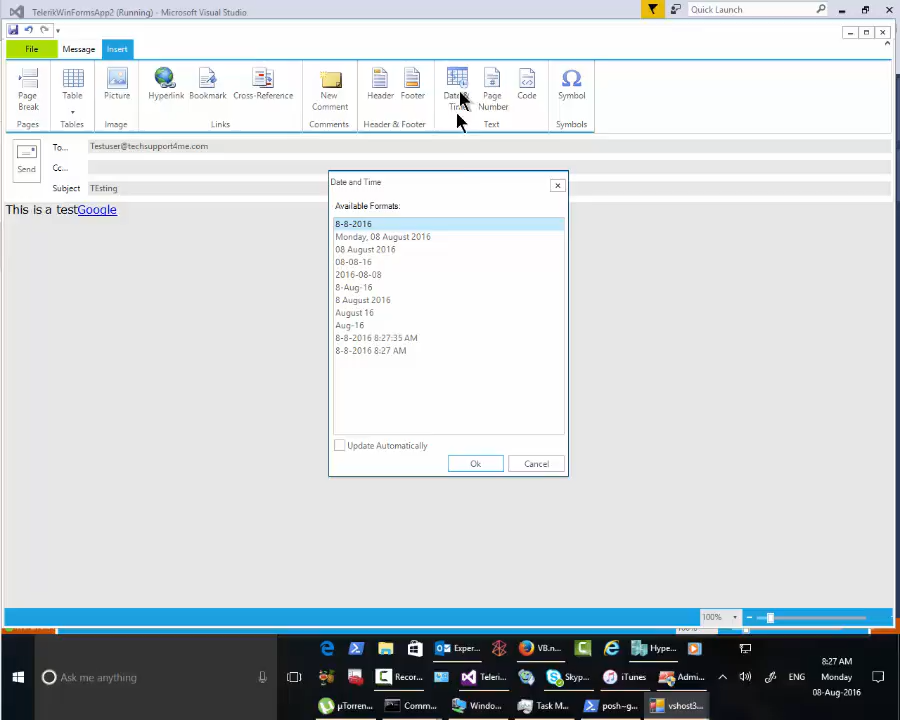 TelerikWinFormsApp2 (Running) - Microsoft Visual Studio
Quick Launch
File Message Insert
Page Break
Table
Picture
Hyperlink
Bookmark
Cross-Reference
New Comment
Header
Footer
Date &
Page Number
Code
Symbol
Pages
Tables
Image
Links
Comments
Header & Footer
Text
Symbols
Send
To... Testuser@techsupport4me.com
Cc...
Subject TEsting
This is a testGoogle
Date and Time
Available Formats:
8-8-2016
Monday, 08 August 2016
08 August 2016
08-08-16
2016-08-08
8-Aug-16
8 August 2016
August 16
Aug-16
8-8-2016 8:27:35 AM
8-8-2016 8:27 AM
Update Automatically
Ok Cancel
100%
Exper...
VB.n...
Hype...
Ask me anything
Recor...
Teleri...
Skyp...
iTunes
Admi...
ENG
8:27 AM
Monday
08-Aug-2016
µTorren...
Comm...
Windo...
Task M...
posh~g...
vshost3...